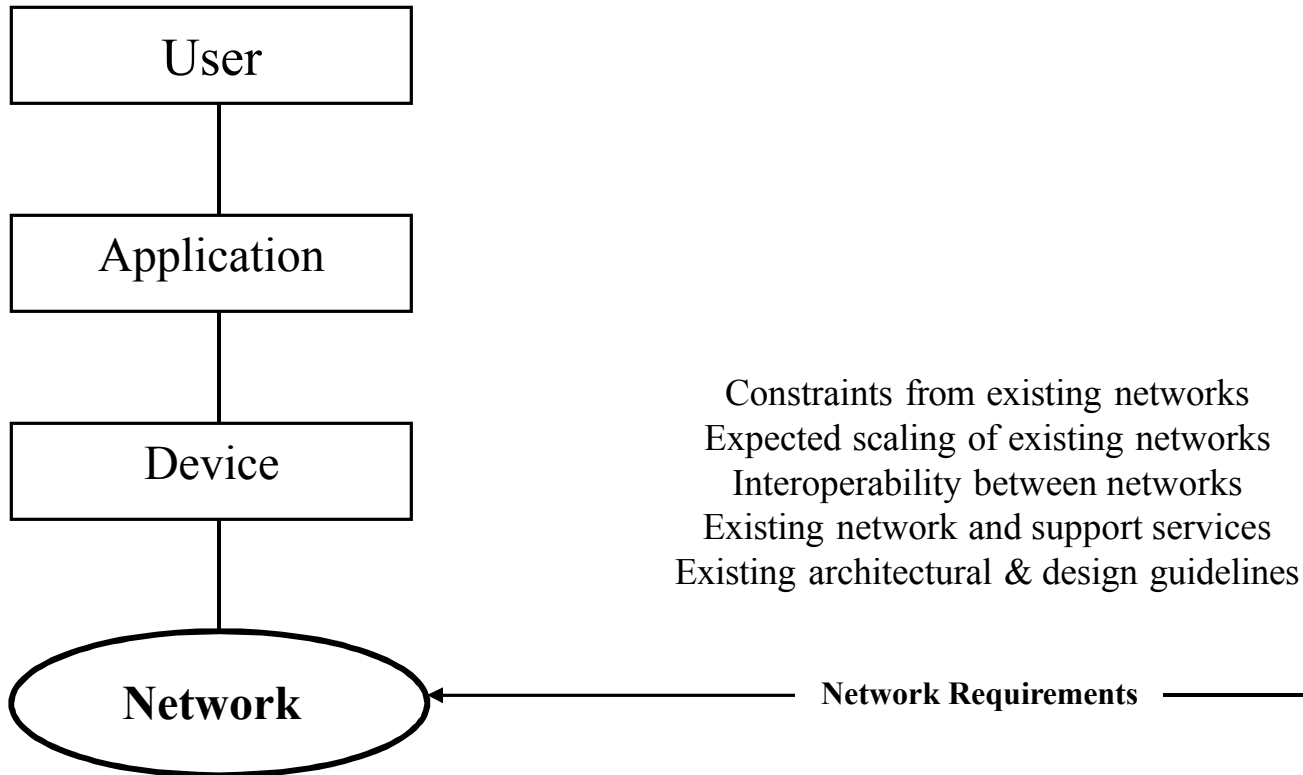 User
Application
Device
Constraints from existing networks
Expected scaling of existing networks
Interoperability between networks
Existing network and support services
Existing architectural & design guidelines
Network
Network Requirements